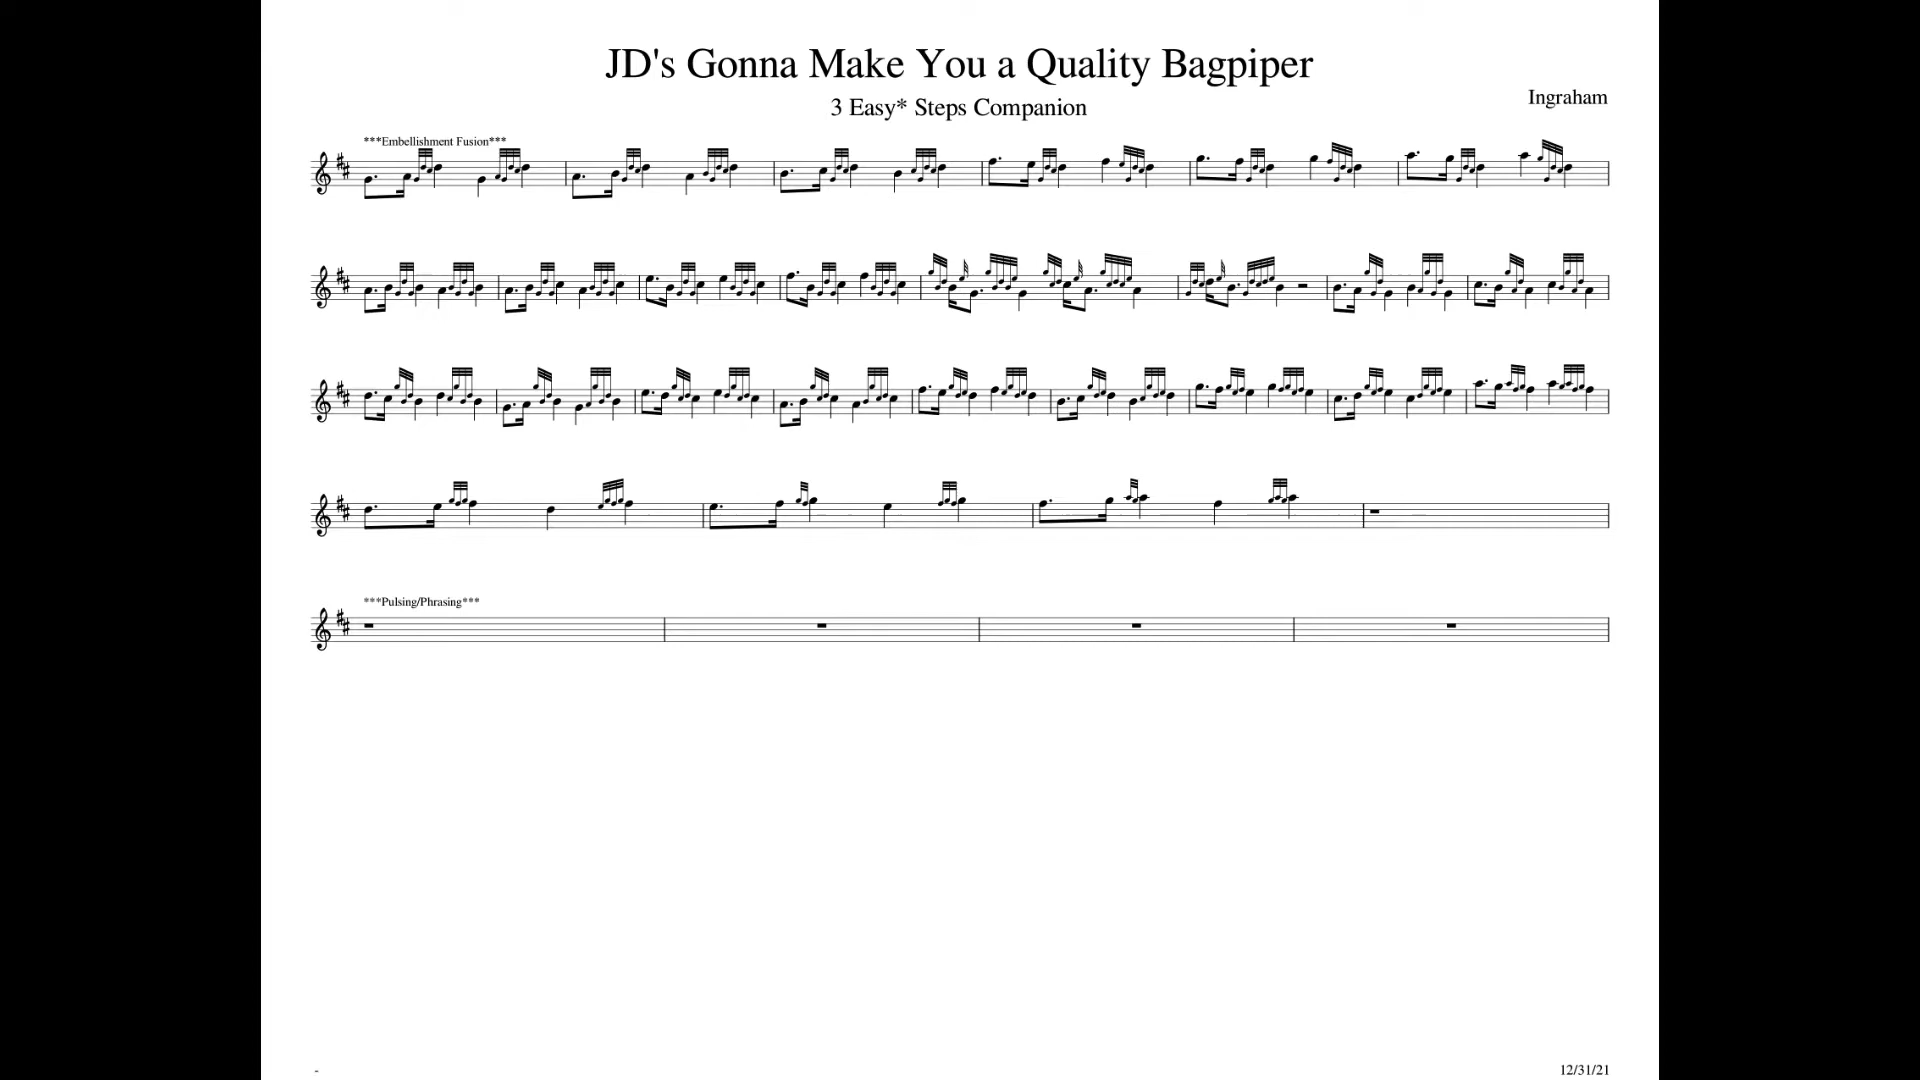 JD's Gonna Make You a Quality Bagpiper
3 Easy* Steps Companion
Ingraham
***Embellishment Fusion***
***Pulsing/Phrasing***
-
12/31/21